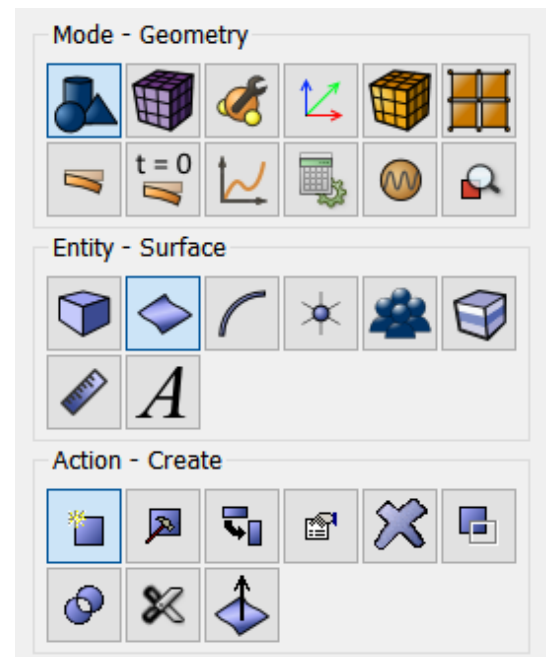 Mode - Geometry
t = 0
Entity - Surface
A
Action - Create